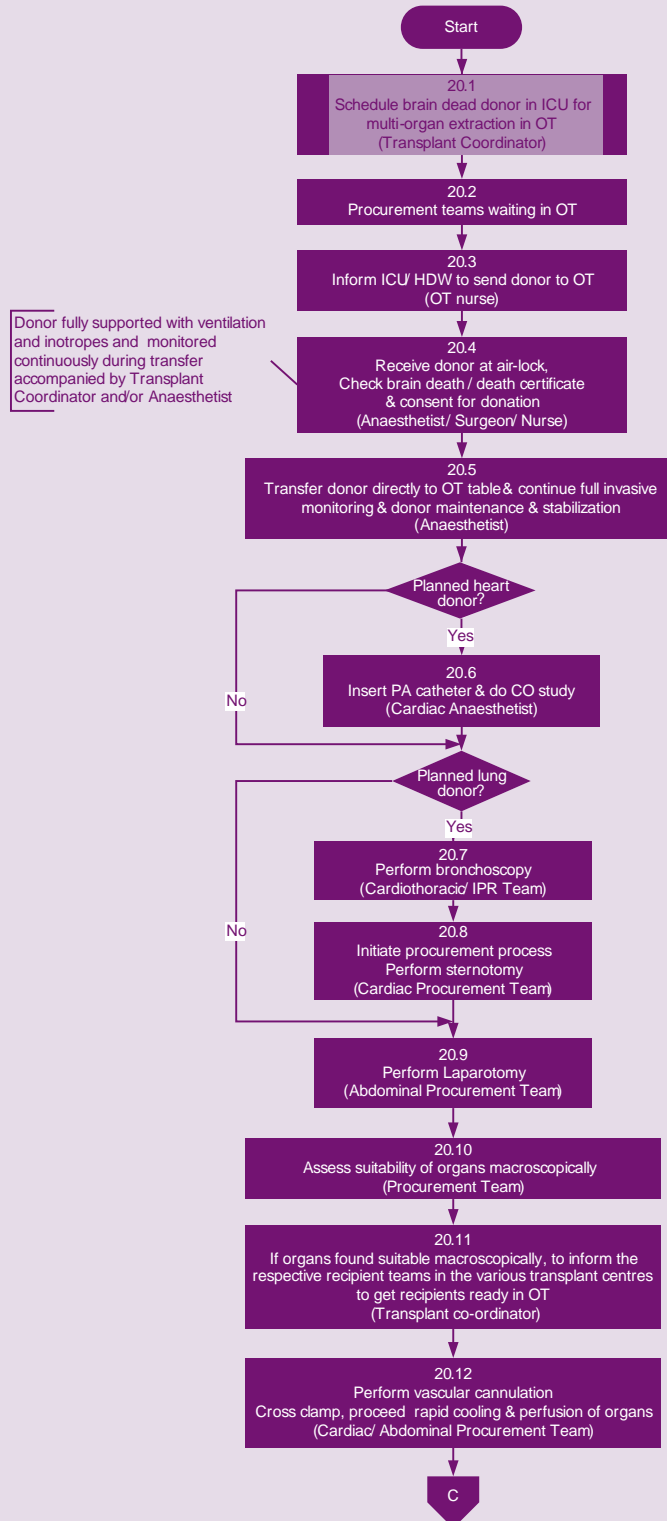 Start
20.1
Schedule brain dead donor in ICU for
multi-organ extraction in OT
(Transplant Coordinator)
20.2
Procurement teams waiting in OT
20.3
Inform ICU/ HDW to send donor to OT
(OT nurse)
Donor fully supported with ventilation
and inotropes and monitored
continuously during transfer
accompanied by Transplant
Coordinator and/or Anaesthetist
20.4
Receive donor at air-lock,
Check brain death / death certificate
& consent for donation
(Anaesthetist/ Surgeon/ Nurse)
20.5
Transfer donor directly to OT table & continue full invasive
monitoring & donor maintenance & stabilization
(Anaesthetist)
Planned heart
donor?
Yes
20.6
Insert PA catheter & do CO study
(Cardiac Anaesthetist)
No
Planned lung
donor?
Yes
20.7
Perform bronchoscopy
(Cardiothoracic/ IPR Team)
No
20.8
Initiate procurement process
Perform sternotomy
(Cardiac Procurement Team)
20.9
Perform Laparotomy
(Abdominal Procurement Team)
20.10
Assess suitability of organs macroscopically
(Procurement Team)
20.11
If organs found suitable macroscopically, to inform the
respective recipient teams in the various transplant centres
to get recipients ready in OT
(Transplant co-ordinator)
20.12
Perform vascular cannulation
Cross clamp, proceed rapid cooling & perfusion of organs
(Cardiac/ Abdominal Procurement Team)
C